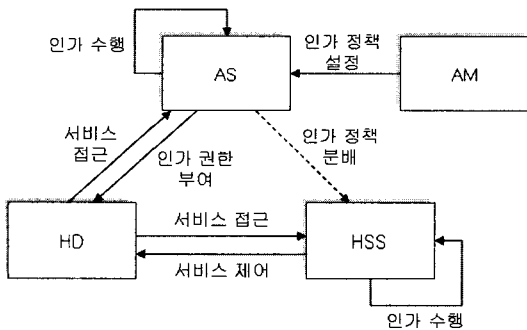 인가 수행
AS
인가 정책
설정
AM
서비스
접근
인가 권한
부여
인가 정책
분배
HD
서비스 접근
서비스 제어
HSS
인가 수행